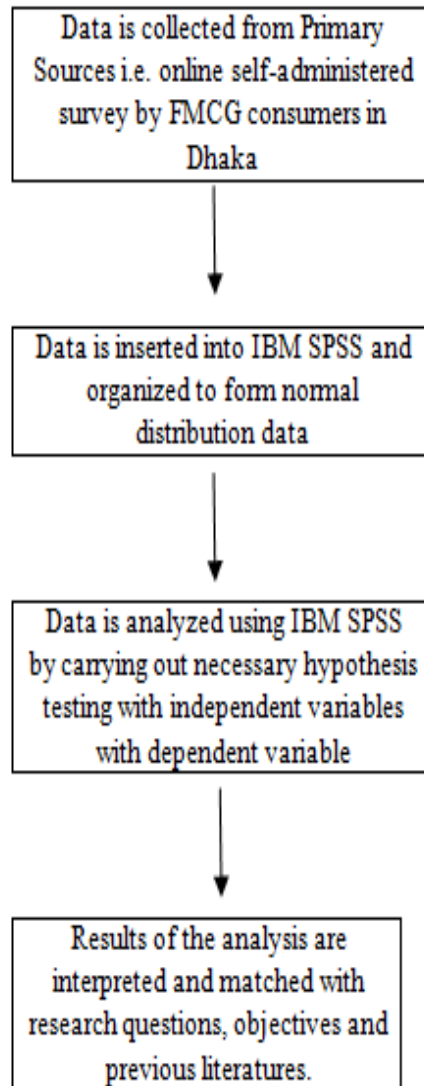 Data is collected from Primary
Sources i.e. online self-administered
survey by FMCG consumers in
Dhaka
Data is inserted into IBM SPSS and
organized to form normal
distribution data
Data is analyzed using IBM SPSS
by carrying out necessary hypothesis
testing with independent variables
with dependent variable
Results of the analysis are
interpreted and matched with
research questions, objectives and
previous literatures.